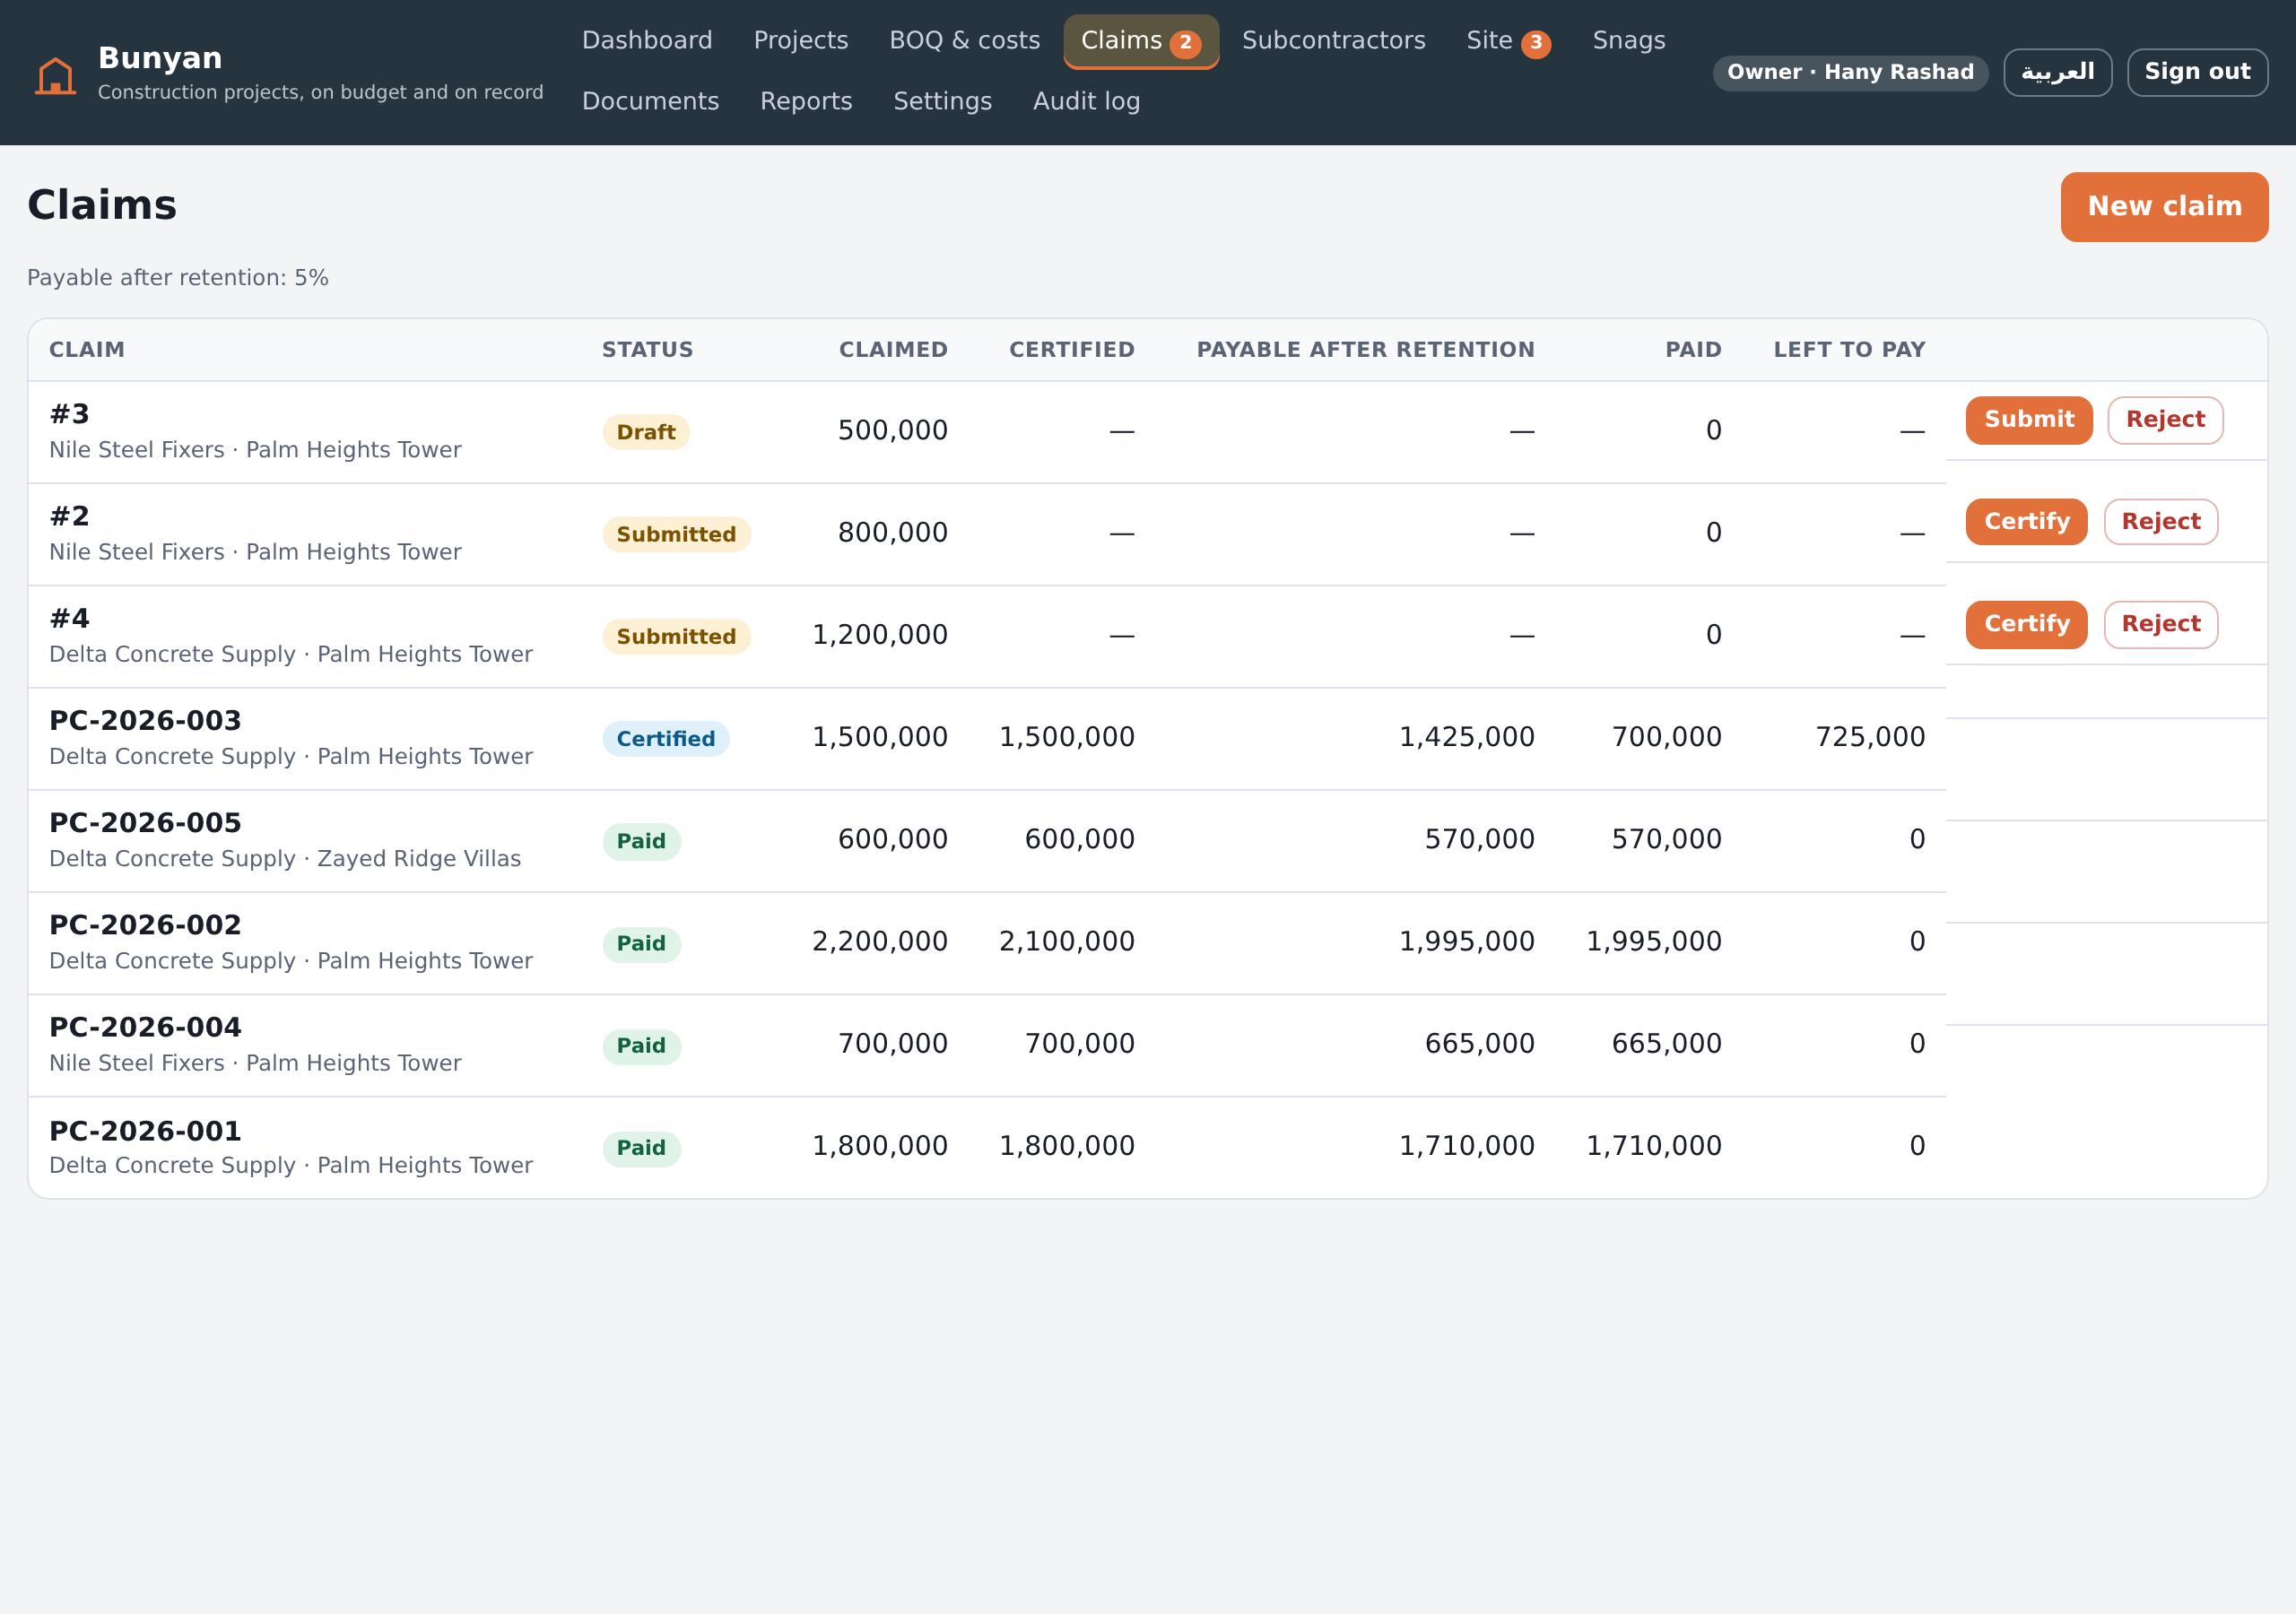 Bunyan
Construction projects, on budget and on record
Dashboard Projects BOQ & costs Claims 2 Subcontractors Site 3 Snags
Documents Reports Settings Audit log
Owner · Hany Rashad العربية Sign out
Claims New claim
Payable after retention: 5%
CLAIM STATUS CLAIMED CERTIFIED PAYABLE AFTER RETENTION PAID LEFT TO PAY
#3
Nile Steel Fixers · Palm Heights Tower
Draft 500,000 — — 0 — Submit Reject
#2
Nile Steel Fixers · Palm Heights Tower
Submitted 800,000 — — 0 — Certify Reject
#4
Delta Concrete Supply · Palm Heights Tower
Submitted 1,200,000 — — 0 — Certify Reject
PC-2026-003
Delta Concrete Supply · Palm Heights Tower
Certified 1,500,000 1,500,000 1,425,000 700,000 725,000
PC-2026-005
Delta Concrete Supply · Zayed Ridge Villas
Paid 600,000 600,000 570,000 570,000 0
PC-2026-002
Delta Concrete Supply · Palm Heights Tower
Paid 2,200,000 2,100,000 1,995,000 1,995,000 0
PC-2026-004
Nile Steel Fixers · Palm Heights Tower
Paid 700,000 700,000 665,000 665,000 0
PC-2026-001
Delta Concrete Supply · Palm Heights Tower
Paid 1,800,000 1,800,000 1,710,000 1,710,000 0